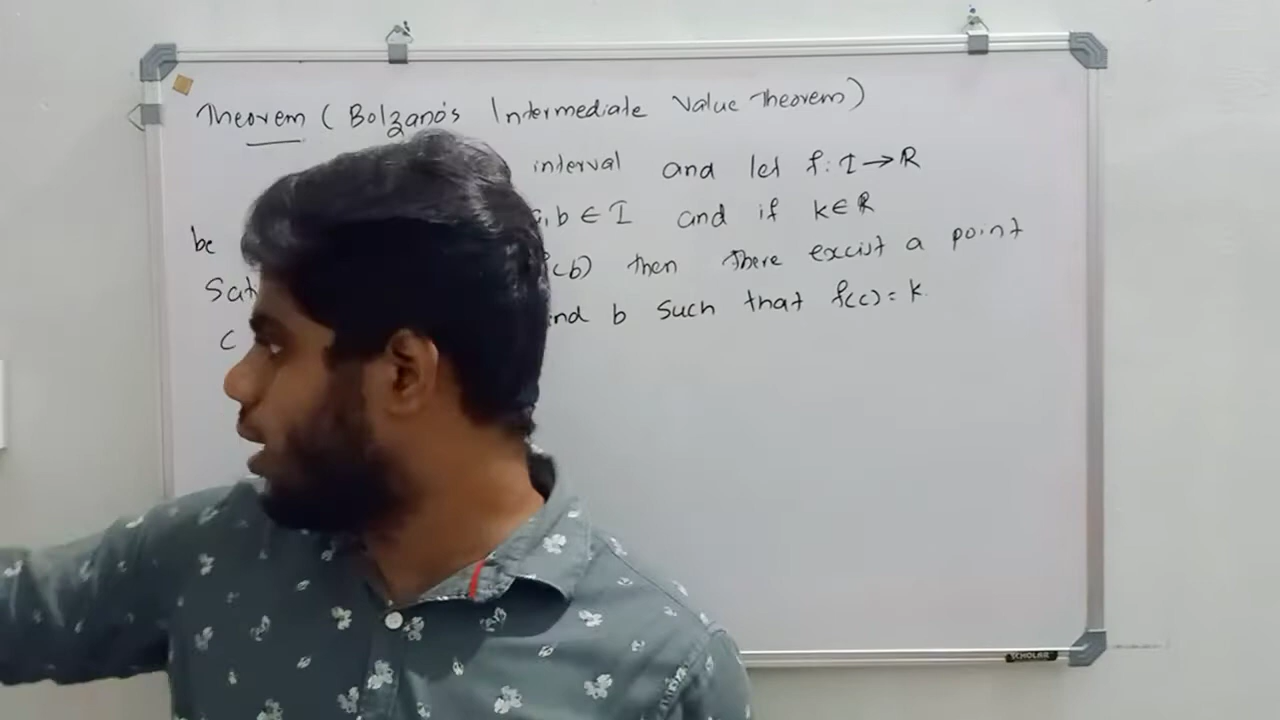 Theorem (Bolzano's Intermediate Value Theorem)
interval and let f: I → R
be a,b ∈ I and if k ∈ R
f(b) then there excist a point
C and b such that f(c) = k.
SCHOLAR